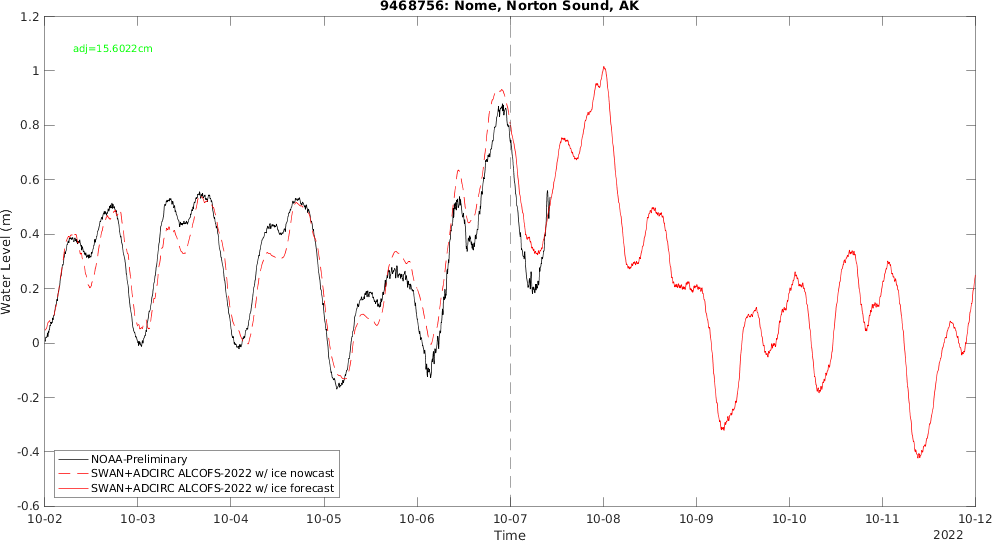 9468756: Nome, Norton Sound, AK
adj=15.6022cm
Water Level (m)
1.2
1
0.8
0.6
0.4
0.2
0
-0.2
-0.4
-0.6
NOAA-Preliminary
SWAN+ADCIRC ALCOFS-2022 w/ ice nowcast
SWAN+ADCIRC ALCOFS-2022 w/ ice forecast
10-02 10-03 10-04 10-05 10-06 10-07 10-08 10-09 10-10 10-11 10-12
Time
2022